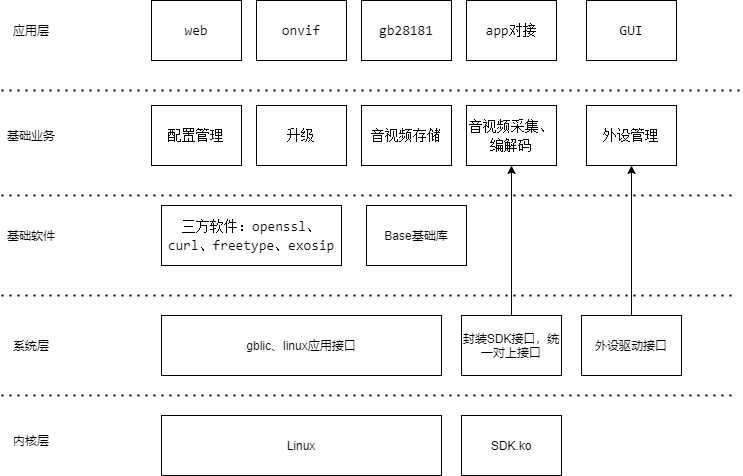 应用层
web
onvif
gb28181
app对接
GUI
基础业务
配置管理
升级
音视频存储
音视频采集、
编解码
外设管理
基础软件
三方软件：openssl、
curl、freetype、exosip
Base基础库
系统层
gblic、linux应用接口
封装SDK接口，统
一对上接口
外设驱动接口
内核层
Linux
SDK.ko